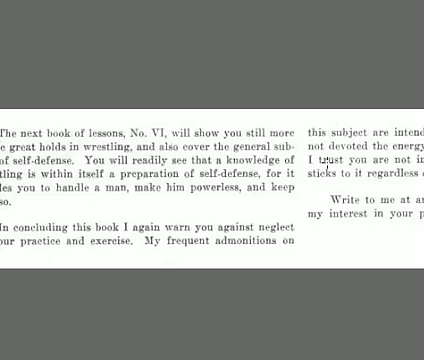 The next book of lessons, No. VI, will show you still more
great holds in wrestling, and also cover the general sub-
of self-defense. You will readily see that a knowledge of
tling is within itself a preparation of self-defense, for it
les you to handle a man, make him powerless, and keep
so.
In concluding this book I again warn you against neglect
our practice and exercise. My frequent admonitions on
this subject are intend
not devoted the energy
I trust you are not in
sticks to it regardless
Write to me at an
my interest in your p